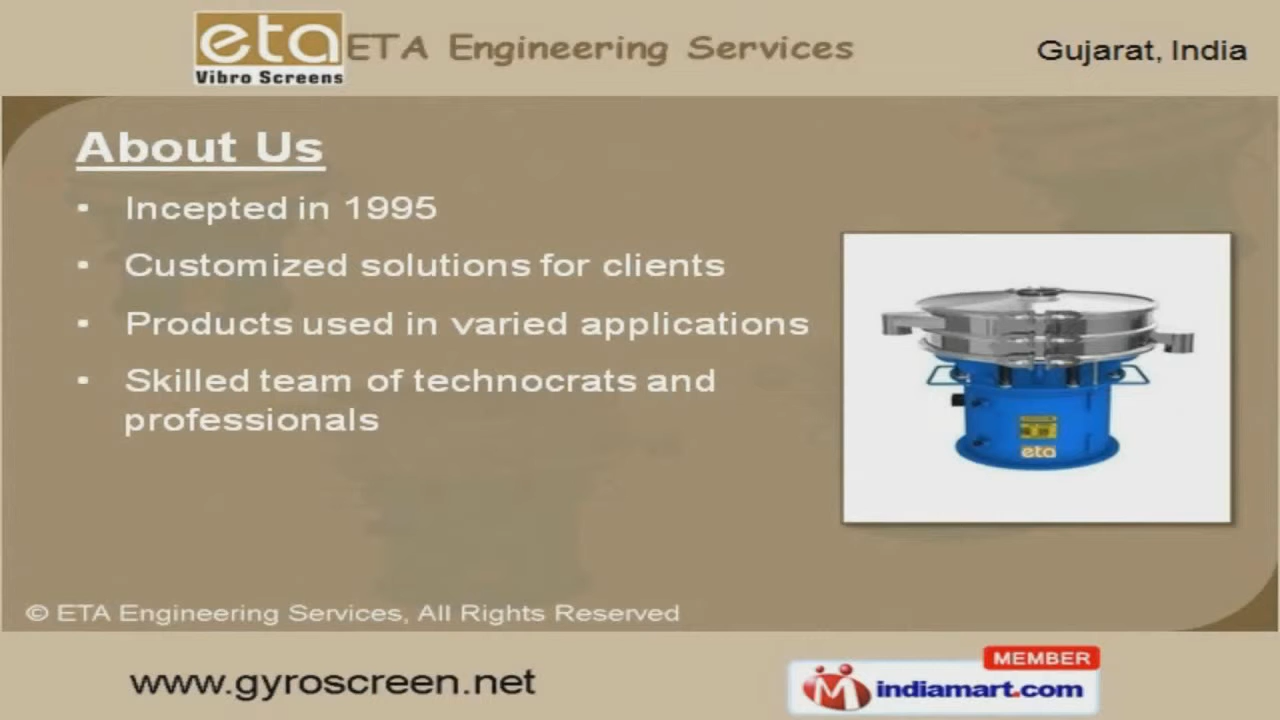 eta
Vibro Screens
ETA Engineering Services
Gujarat, India
About Us
• Incepted in 1995
• Customized solutions for clients
• Products used in varied applications
• Skilled team of technocrats and
professionals
eta
© ETA Engineering Services, All Rights Reserved
www.gyroscreen.net
MEMBER
indiamart.com